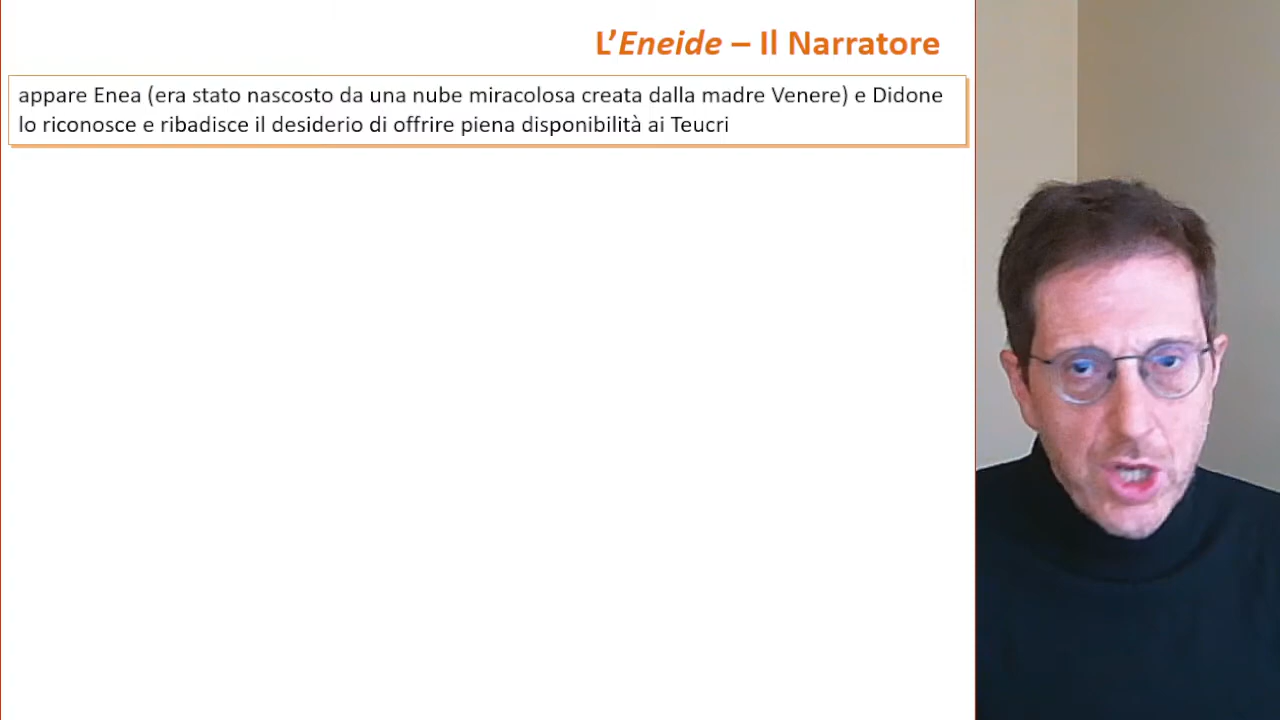 L’Eneide – Il Narratore
appare Enea (era stato nascosto da una nube miracolosa creata dalla madre Venere) e Didone
lo riconosce e ribadisce il desiderio di offrire piena disponibilità ai Teucri